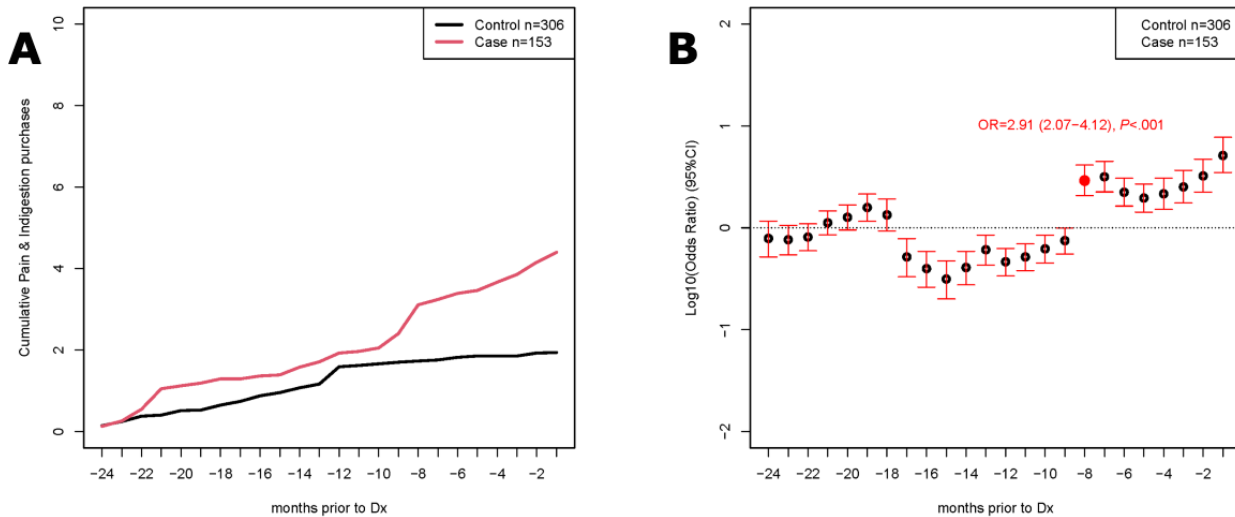 A
Control n=306
Case n=153
Cumulative Pain & Indigestion purchases
10
8
6
4
2
0
−24 −22 −20 −18 −16 −14 −12 −10 −8 −6 −4 −2
months prior to Dx
B
Control n=306
Case n=153
OR=2.91 (2.07−4.12), P<.001
Log10(Odds Ratio) (95%CI)
2
1
0
−1
−2
−24 −22 −20 −18 −16 −14 −12 −10 −8 −6 −4 −2
months prior to Dx